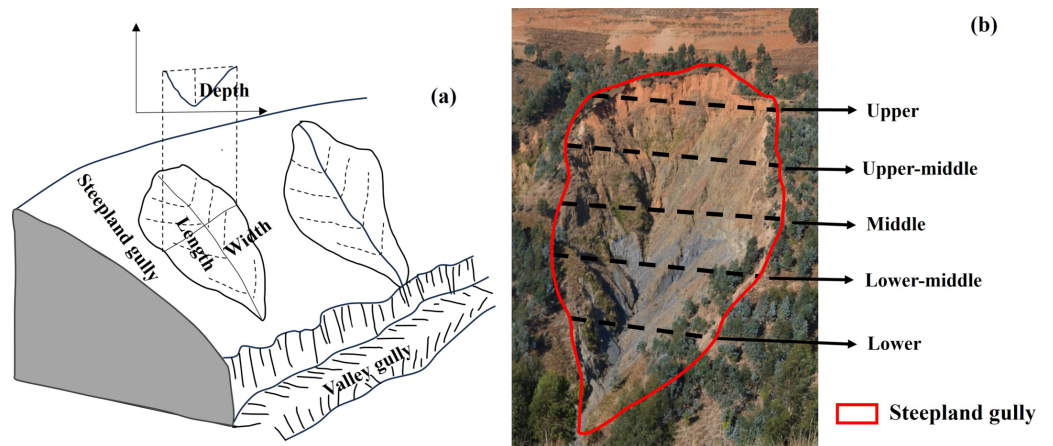 Depth
(a)
Steepland gully
Length
Width
Valley gully
(b)
Upper
Upper-middle
Middle
Lower-middle
Lower
Steepland gully